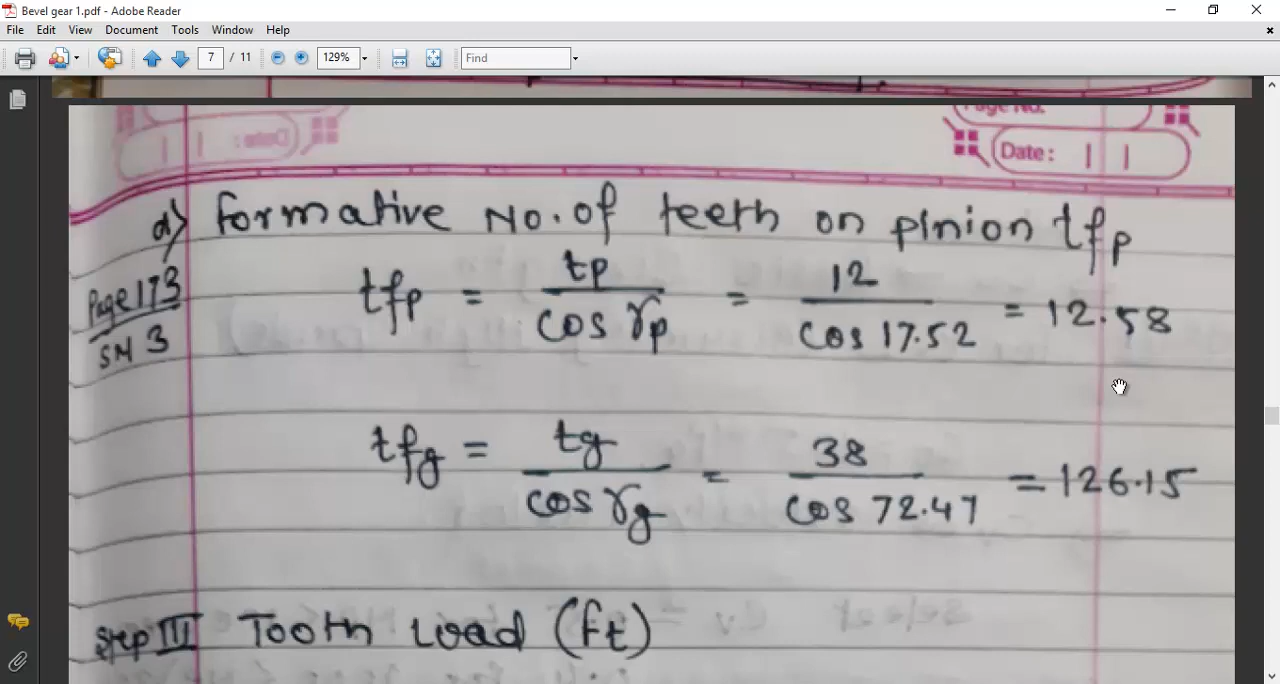 Bevel gear 1.pdf - Adobe Reader
File Edit View Document Tools Window Help
7 / 11 129% Find
Date:
d) Formative No. of teeth on pinion tfp
Page 173
SN 3
tfp = tp / cos γp = 12 / cos 17.52 = 12.58
tfg = tg / cos γg = 38 / cos 72.47 = 126.15
Step III Tooth Load (Ft)